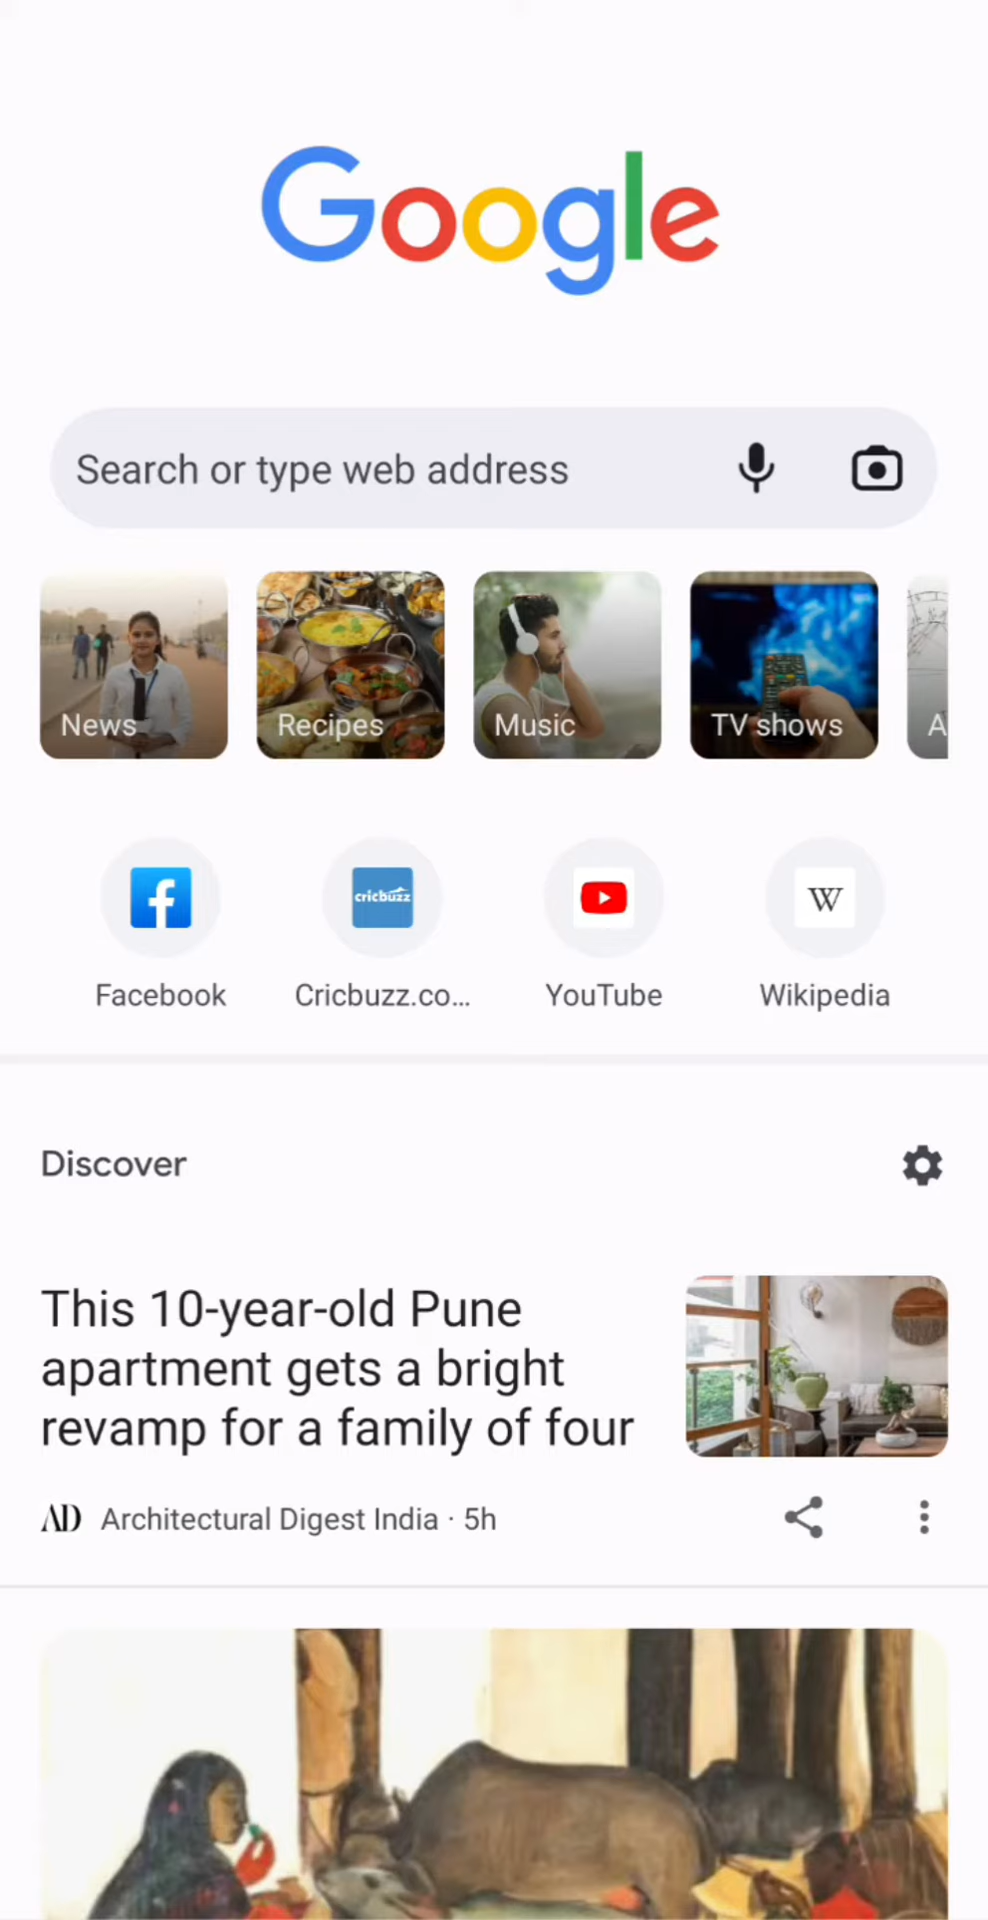 Google
Search or type web address
News
Recipes
Music
TV shows
A
f
cricbuzz
W
Facebook
Cricbuzz.co...
YouTube
Wikipedia
Discover
This 10-year-old Pune
apartment gets a bright
revamp for a family of four
AD Architectural Digest India · 5h